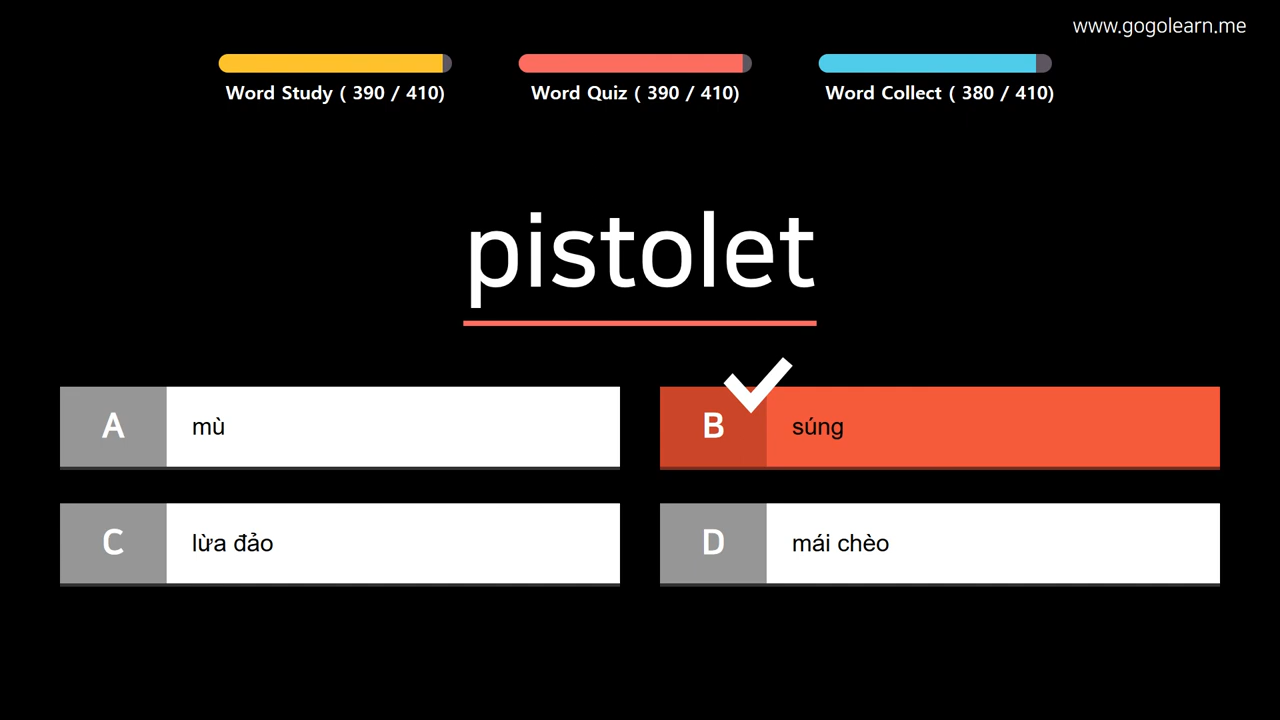 www.gogolearn.me
Word Study ( 390 / 410)
Word Quiz ( 390 / 410)
Word Collect ( 380 / 410)
pistolet
A mù
B súng
C lừa đảo
D mái chèo